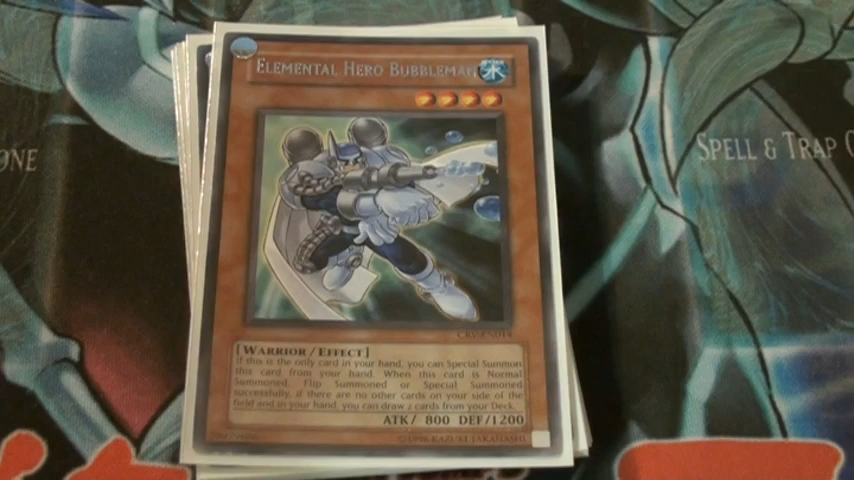 ELEMENTAL HERO BUBBLEMAN
水
ONE
SPELL & TRAP
CRV-EN014
[WARRIOR/EFFECT]
If this is the only card in your hand, you can Special Summon
this card from your hand. When this card is Normal
Summoned, Flip Summoned or Special Summoned
successfully, if there are no other cards on your side of the
field and in your hand, you can draw 2 cards from your Deck.
ATK/ 800 DEF/1200
©1996 KAZUKI TAKAHASHI